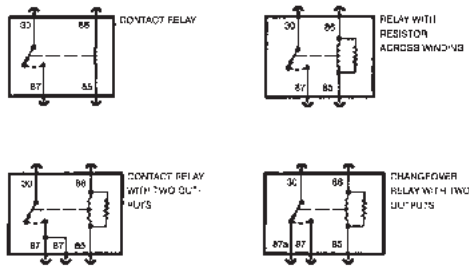 30 86 CONTACT RELAY
87 85
30 86 RELAY WITH
RESISTOR
ACROSS WINDING
87 85
30 86 CONTACT RELAY
WITH TWO OUT-
PUTS
87 87 85
30 86 CHANGEOVER
RELAY WITH TWO
OUTPUTS
87a 87 85